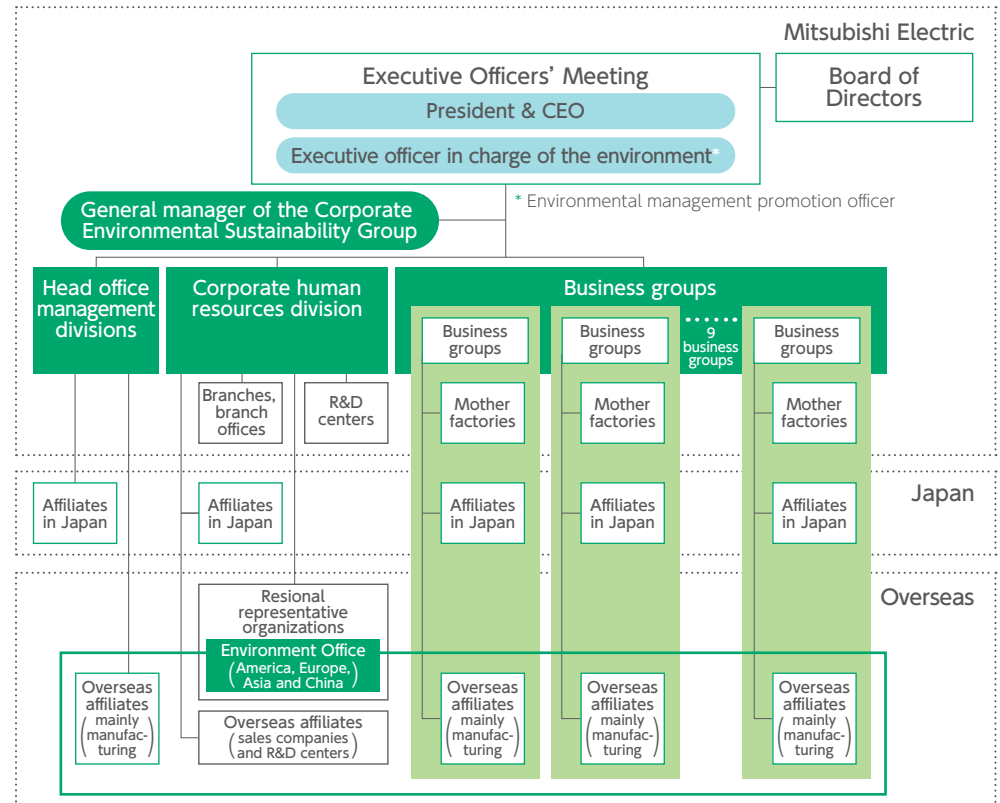 Mitsubishi Electric
Executive Officers’ Meeting
President & CEO
Executive officer in charge of the environment*
Board of
Directors
* Environmental management promotion officer
General manager of the Corporate
Environmental Sustainability Group
Head office
management
divisions
Corporate human
resources division
Business groups
Business
groups
Business
groups
9
business
groups
Business
groups
Branches,
branch
offices
R&D
centers
Mother
factories
Mother
factories
Mother
factories
Japan
Affiliates
in Japan
Affiliates
in Japan
Affiliates
in Japan
Affiliates
in Japan
Affiliates
in Japan
Overseas
Resional
representative
organizations
Environment Office
(America, Europe,
Asia and China)
Overseas
affiliates
(mainly
manufac-
turing)
Overseas affiliates
(sales companies
and R&D centers)
Overseas
affiliates
(mainly
manufac-
turing)
Overseas
affiliates
(mainly
manufac-
turing)
Overseas
affiliates
(mainly
manufac-
turing)